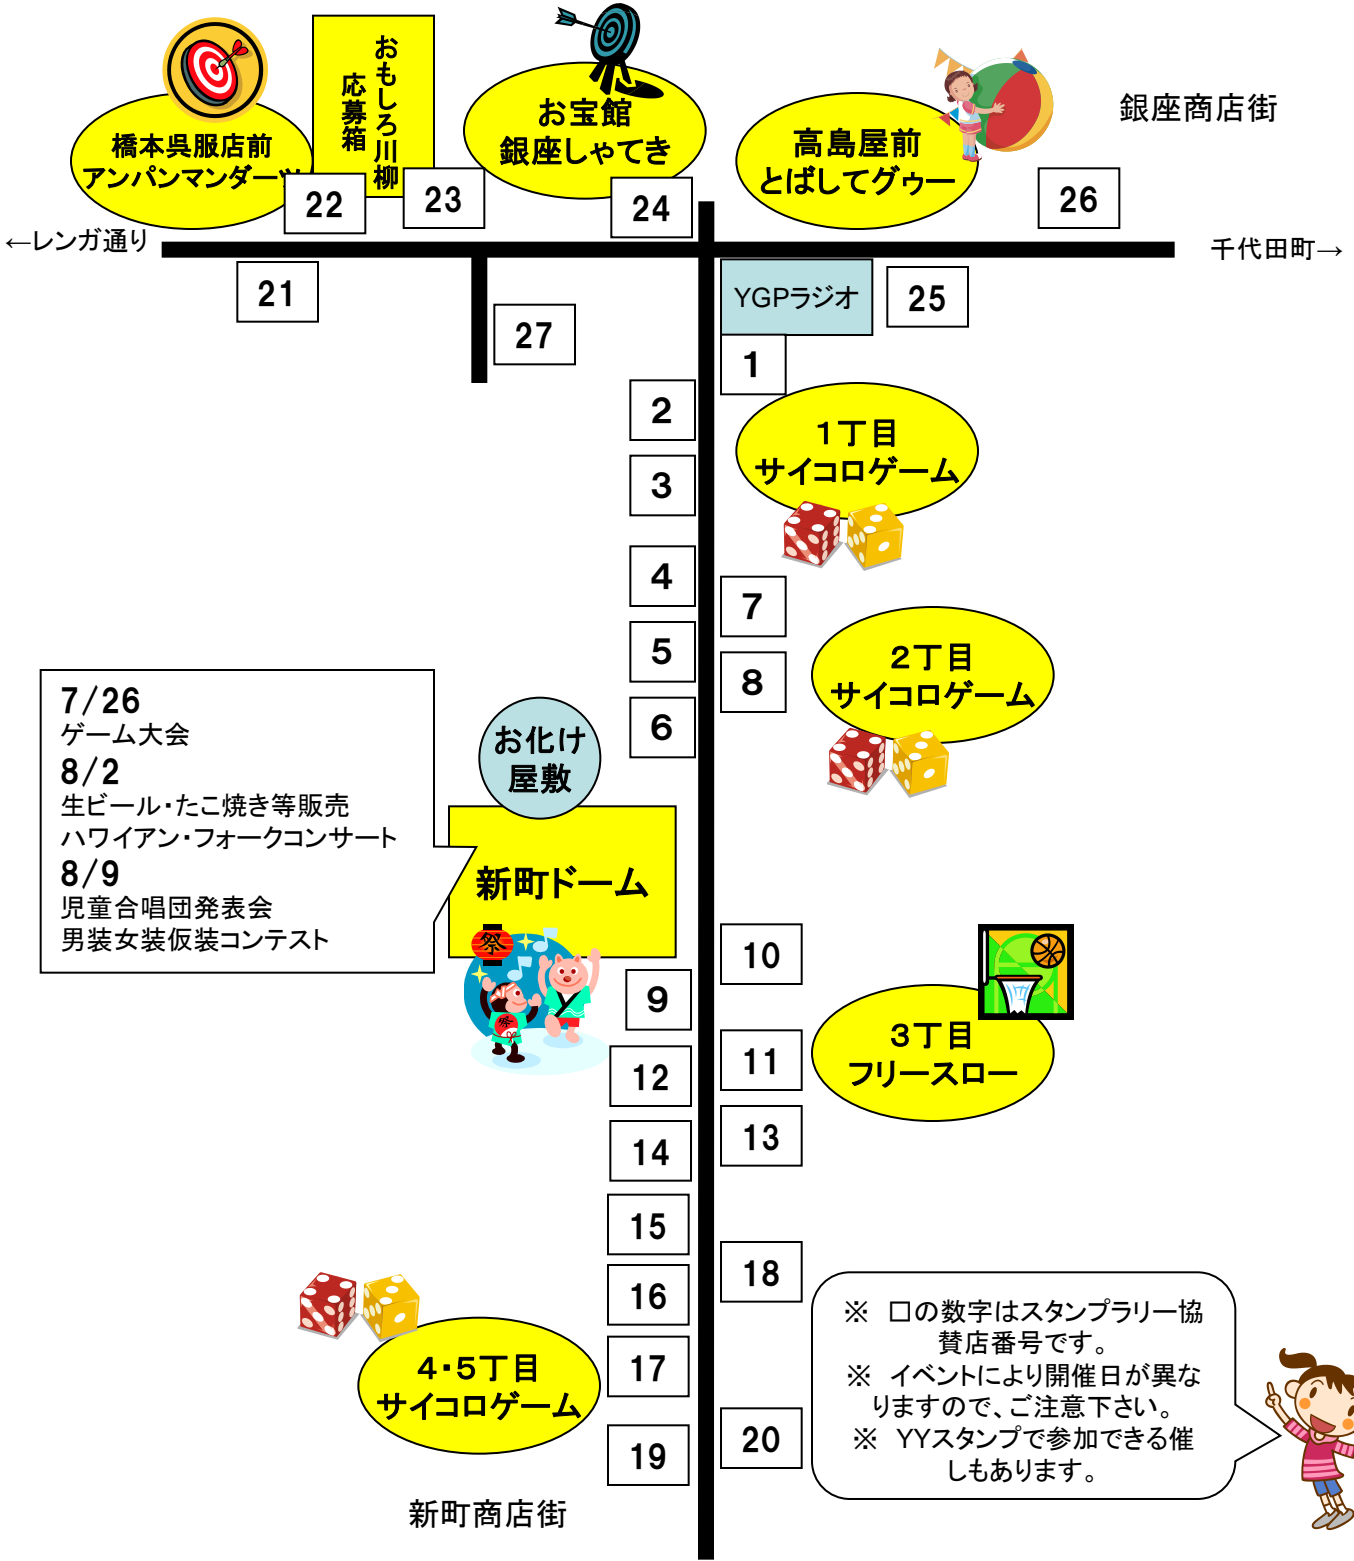 おもしろ川柳
応募箱
お宝館
銀座しゃてき
橋本呉服店前
アンパンマンダーツ
高島屋前
とばしてグゥー
銀座商店街
22
23
24
26
←レンガ通り
千代田町→
21
27
YGPラジオ
25
1
2
1丁目
サイコロゲーム
3
4
7
5
8
2丁目
サイコロゲーム
6
お化け
屋敷
7/26
ゲーム大会
8/2
生ビール・たこ焼き等販売
ハワイアン・フォークコンサート
8/9
児童合唱団発表会
男装女装仮装コンテスト
新町ドーム
祭
祭
10
9
3丁目
フリースロー
11
12
13
14
15
18
16
17
4・5丁目
サイコロゲーム
19
20
※ 口の数字はスタンプラリー協
賛店番号です。
※ イベントにより開催日が異な
りますので、ご注意下さい。
※ YYスタンプで参加できる催
しもあります。
新町商店街